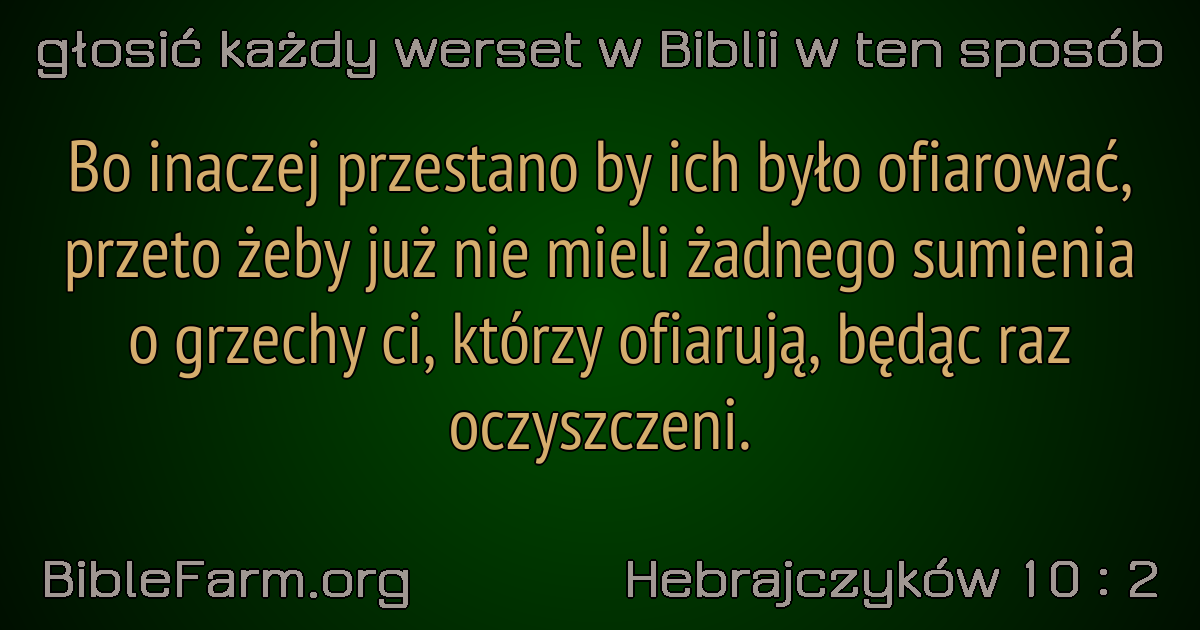 głosić każdy werset w Biblii w ten sposób
Bo inaczej przestano by ich było ofiarować,
przeto żeby już nie mieli żadnego sumienia
o grzechy ci, którzy ofiarują, będąc raz
oczyszczeni.
BibleFarm.org
Hebrajczyków 10 : 2